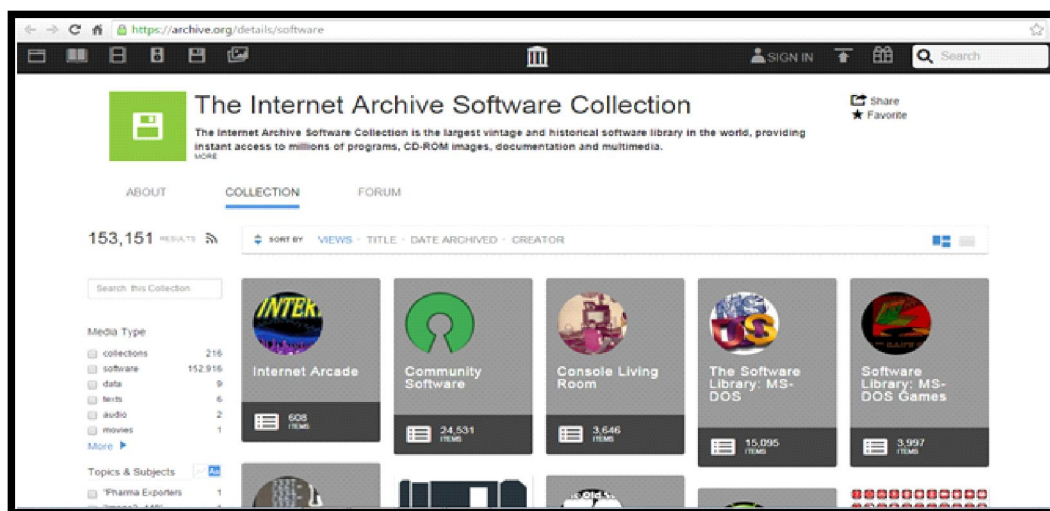 https://archive.org/details/software
SIGN IN
Search
The Internet Archive Software Collection
Share
Favorite
The Internet Archive Software Collection is the largest vintage and historical software library in the world, providing
instant access to millions of programs, CD-ROM images, documentation and multimedia.
MORE
ABOUT COLLECTION FORUM
153,151 RESULTS
SORT BY VIEWS · TITLE · DATE ARCHIVED · CREATOR
Search this Collection
Media Type
collections 216
software 152,916
data 9
texts 6
audio 2
movies 1
More
Topics & Subjects
Aa
"Pharma Exporters 1
INTER
Internet Arcade
608
ITEMS
Community
Software
24,531
ITEMS
Console Living
Room
3,646
ITEMS
The Software
Library: MS-
DOS
15,095
ITEMS
Software
Library: MS-
DOS Games
3,997
ITEMS